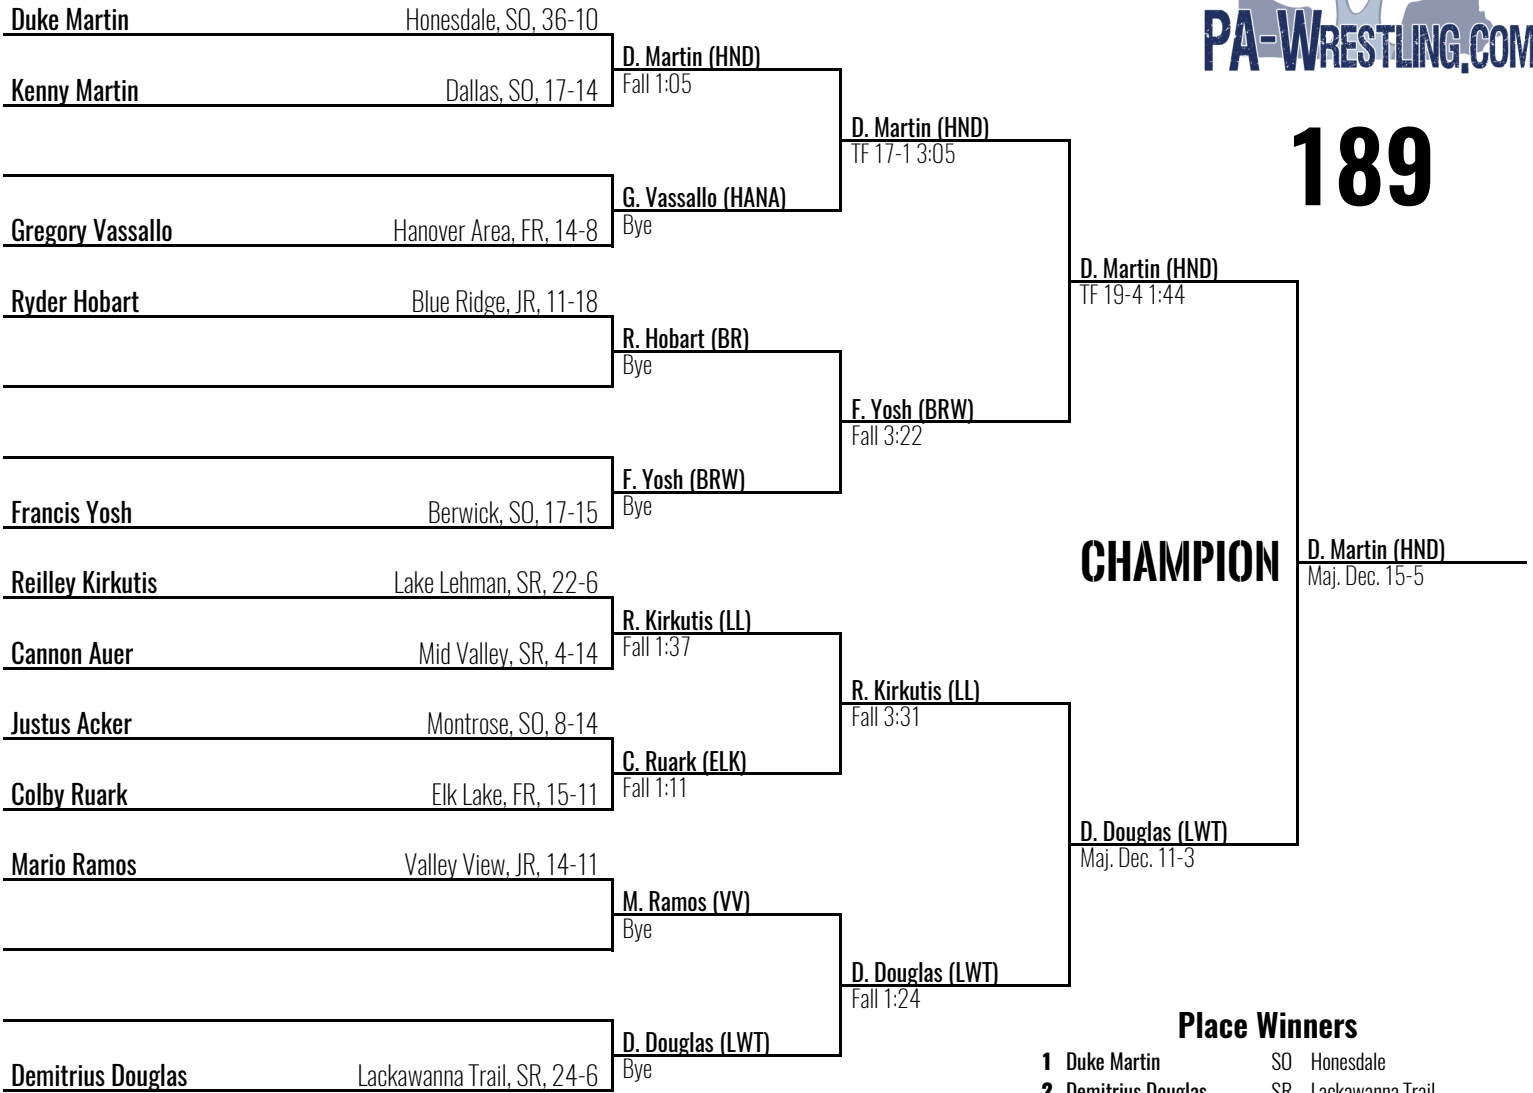 PA-WRESTLING.COM
189
Duke Martin Honesdale, SO, 36-10
D. Martin (HND)
Fall 1:05
Kenny Martin Dallas, SO, 17-14
D. Martin (HND)
TF 17-1 3:05
G. Vassallo (HANA)
Bye
Gregory Vassallo Hanover Area, FR, 14-8
D. Martin (HND)
TF 19-4 1:44
Ryder Hobart Blue Ridge, JR, 11-18
R. Hobart (BR)
Bye
F. Yosh (BRW)
Fall 3:22
F. Yosh (BRW)
Bye
Francis Yosh Berwick, SO, 17-15
CHAMPION
D. Martin (HND)
Maj. Dec. 15-5
Reilley Kirkutis Lake Lehman, SR, 22-6
R. Kirkutis (LL)
Fall 1:37
Cannon Auer Mid Valley, SR, 4-14
R. Kirkutis (LL)
Fall 3:31
Justus Acker Montrose, SO, 8-14
C. Ruark (ELK)
Fall 1:11
Colby Ruark Elk Lake, FR, 15-11
D. Douglas (LWT)
Maj. Dec. 11-3
Mario Ramos Valley View, JR, 14-11
M. Ramos (VV)
Bye
D. Douglas (LWT)
Fall 1:24
D. Douglas (LWT)
Bye
Demitrius Douglas Lackawanna Trail, SR, 24-6
Place Winners
1 Duke Martin SO Honesdale
2 Demitrius Douglas SR Lackawanna Trail